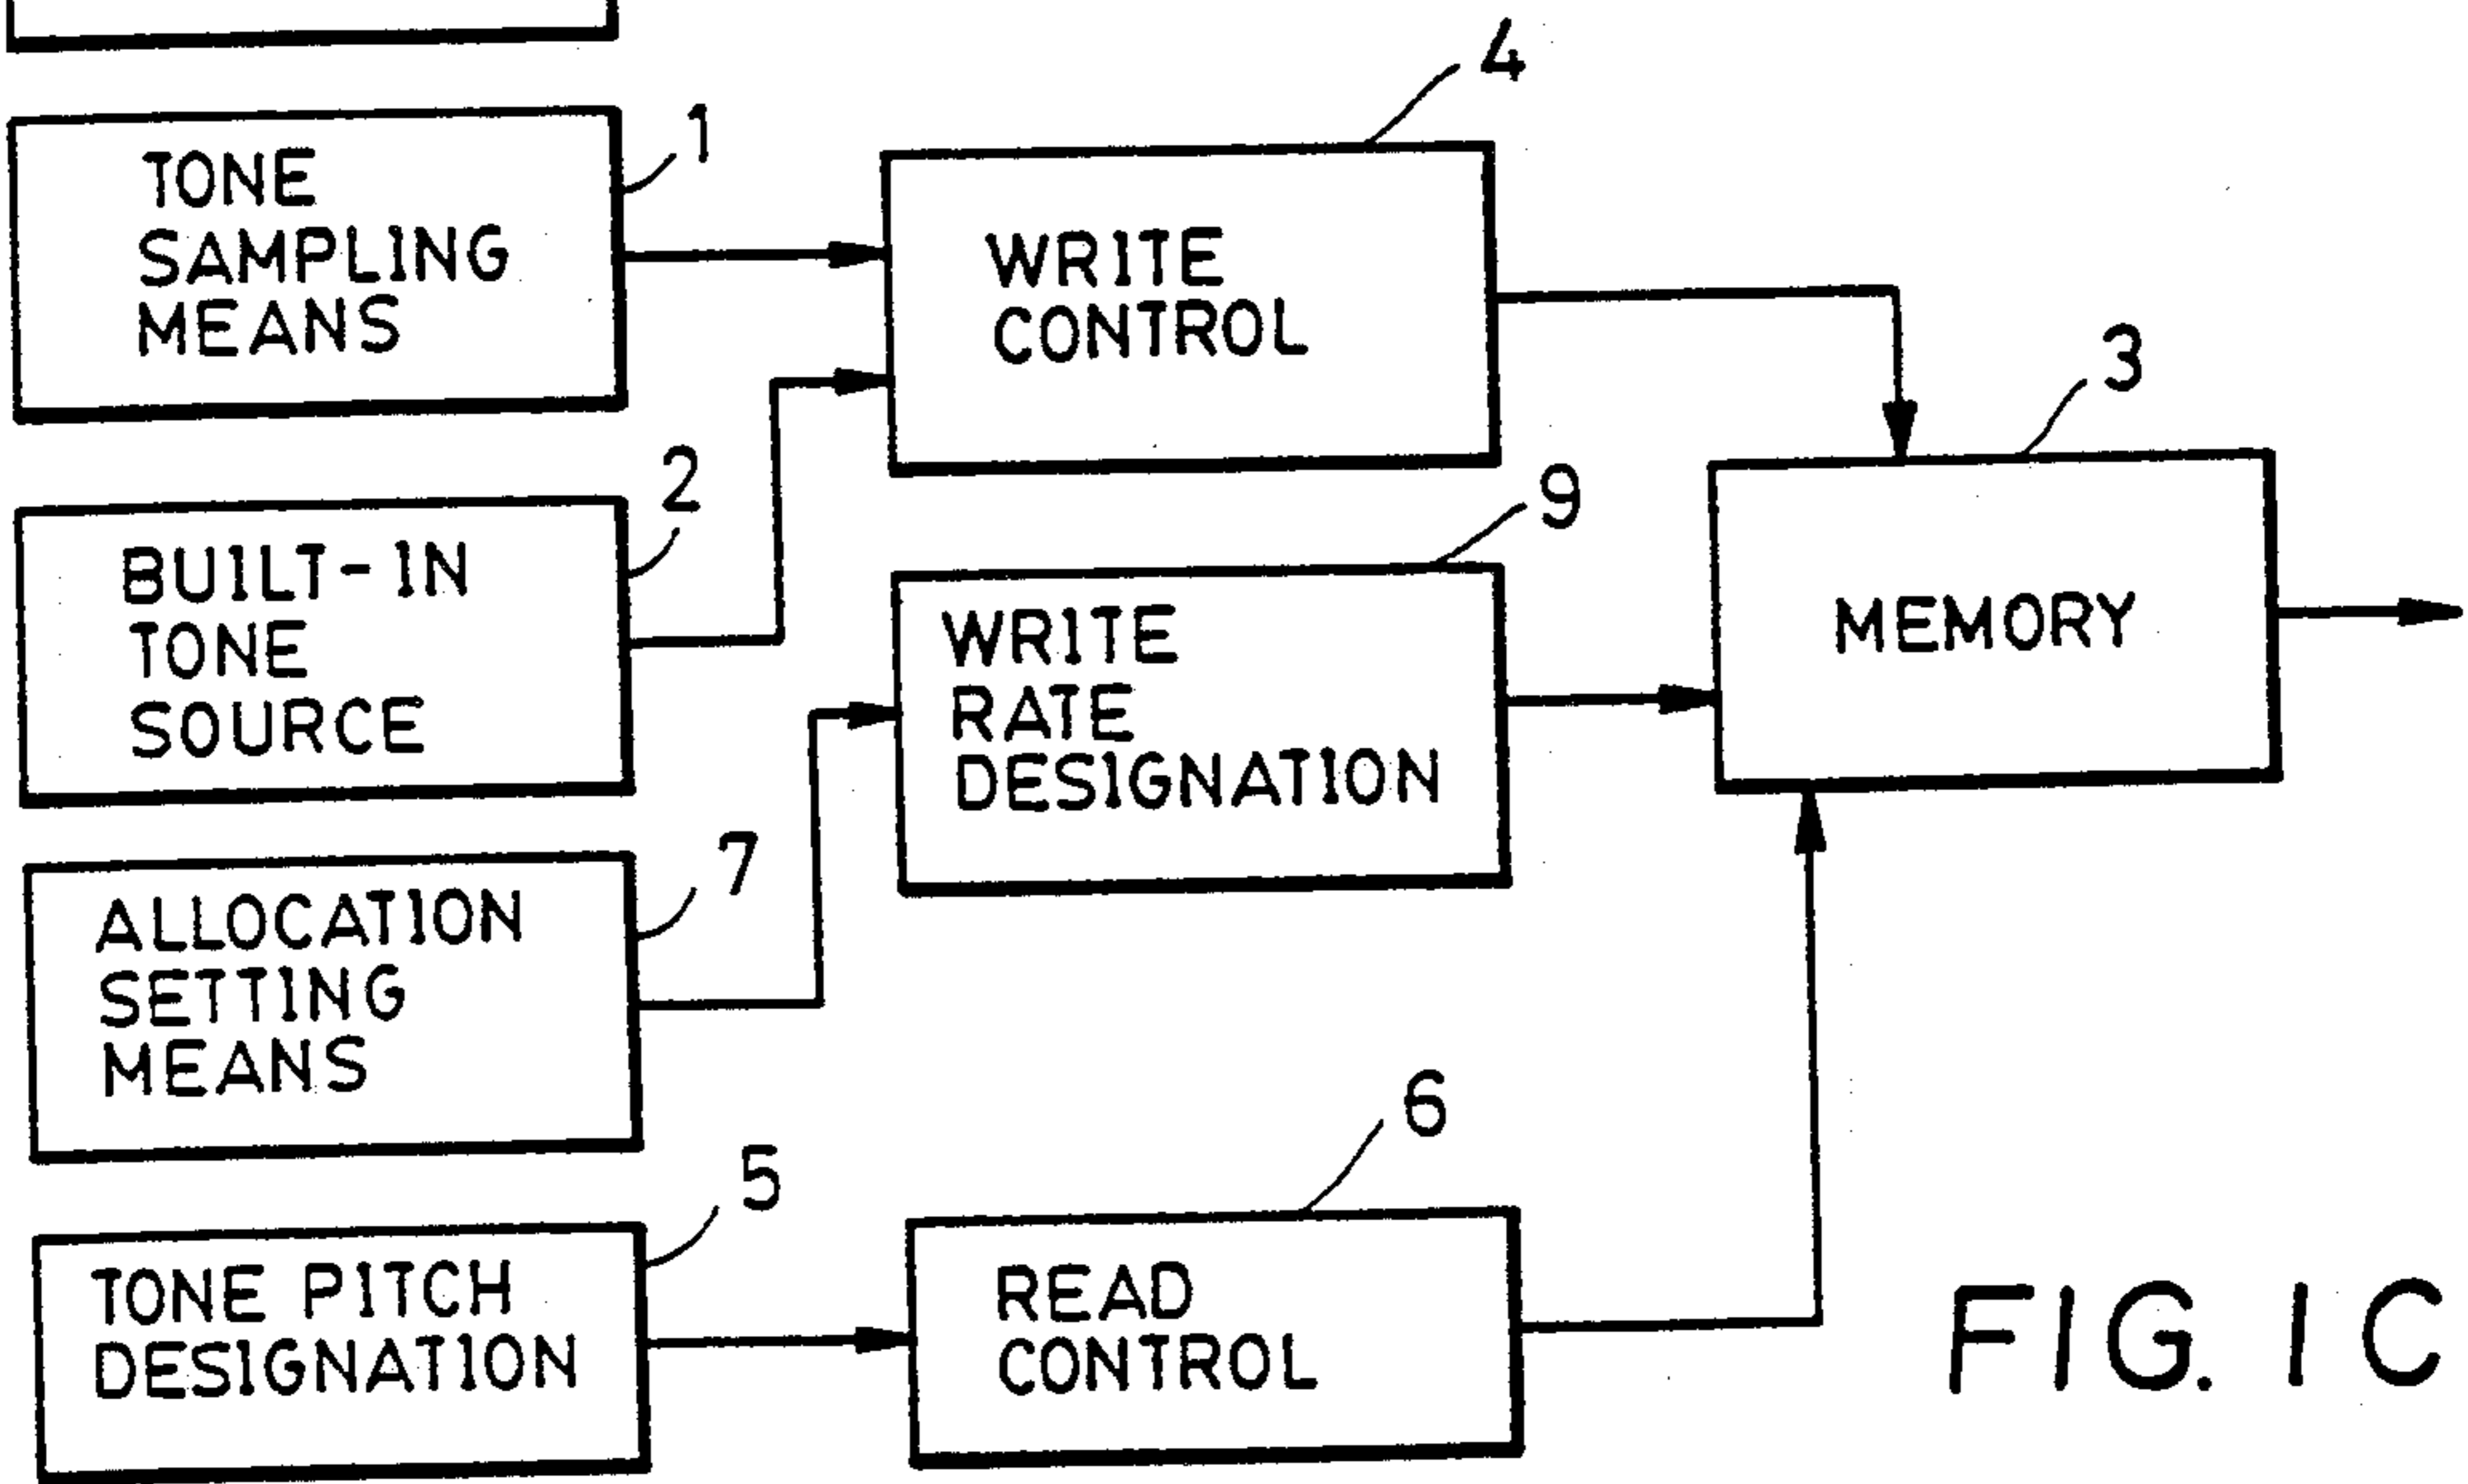 4
1
TONE
SAMPLING
MEANS
WRITE
CONTROL
3
2
9
BUILT-IN
TONE
SOURCE
WRITE
RATE
DESIGNATION
MEMORY
7
ALLOCATION
SETTING
MEANS
6
5
TONE PITCH
DESIGNATION
READ
CONTROL
FIG. 1C